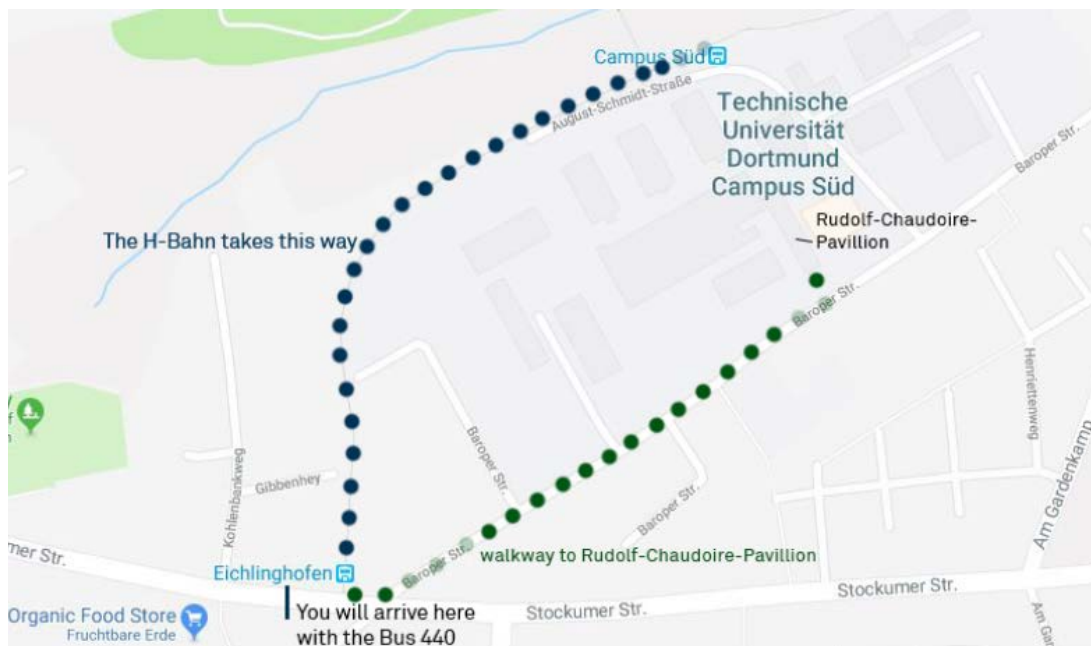 Campus Süd
August-Schmidt-Straße
Technische
Universität
Dortmund
Campus Süd
Baroper Str.
Rudolf-Chaudoire-
Pavillion
The H-Bahn takes this way
Baroper Str.
Henriettenweg
Baroper Str.
Am Gardenkamp
Kohlenbankweg
Gibbenhey
Baroper Str.
walkway to Rudolf-Chaudoire-Pavillion
mer Str.
Eichlinghofen
Baroper Str.
Stockumer Str.
Stockumer Str.
You will arrive here
with the Bus 440
Organic Food Store
Fruchtbare Erde
Am G